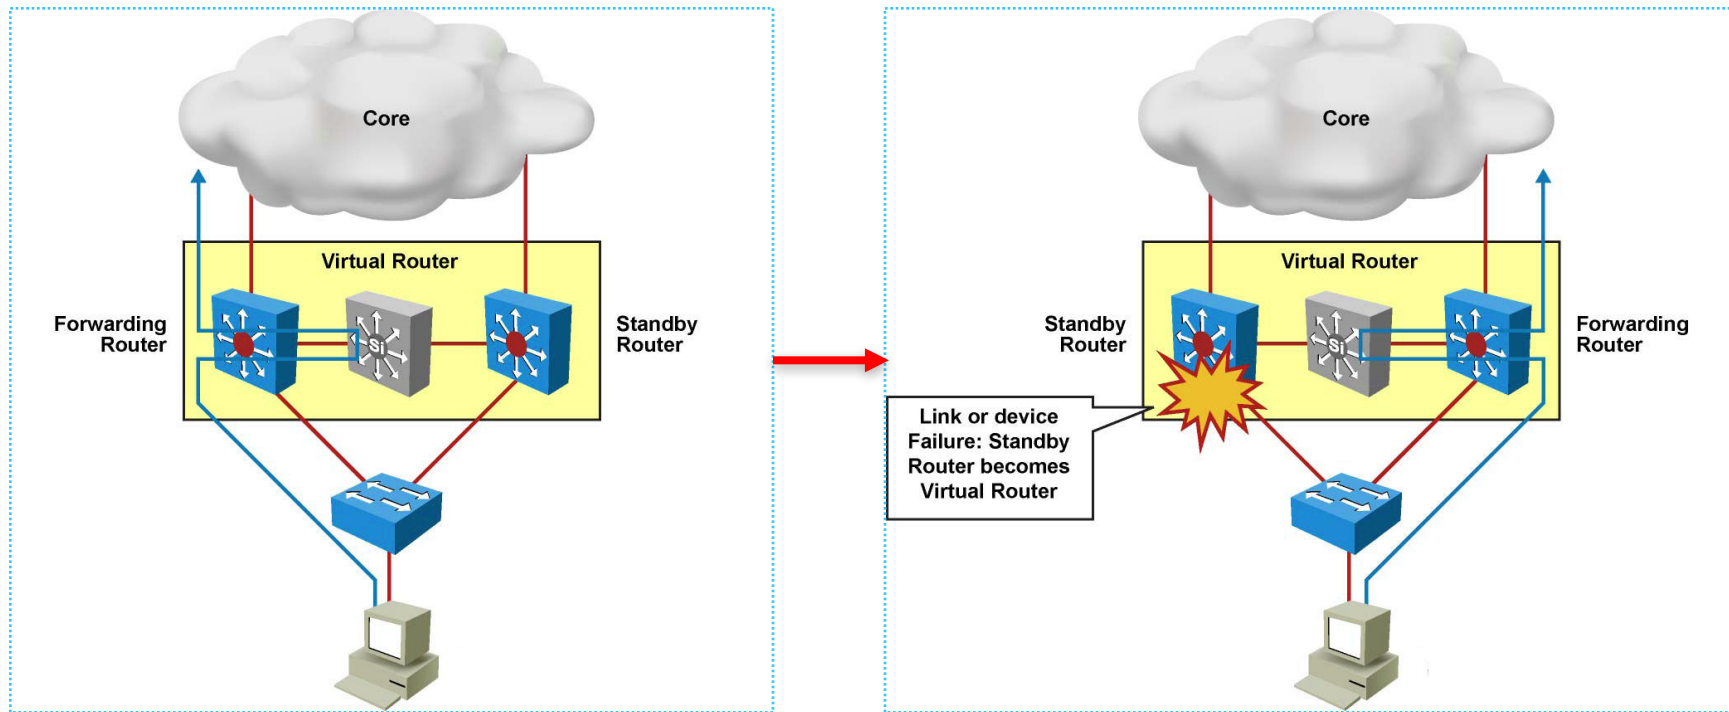 Core
Virtual Router
Forwarding
Router
Si
Standby
Router
Core
Virtual Router
Standby
Router
Si
Forwarding
Router
Link or device
Failure: Standby
Router becomes
Virtual Router